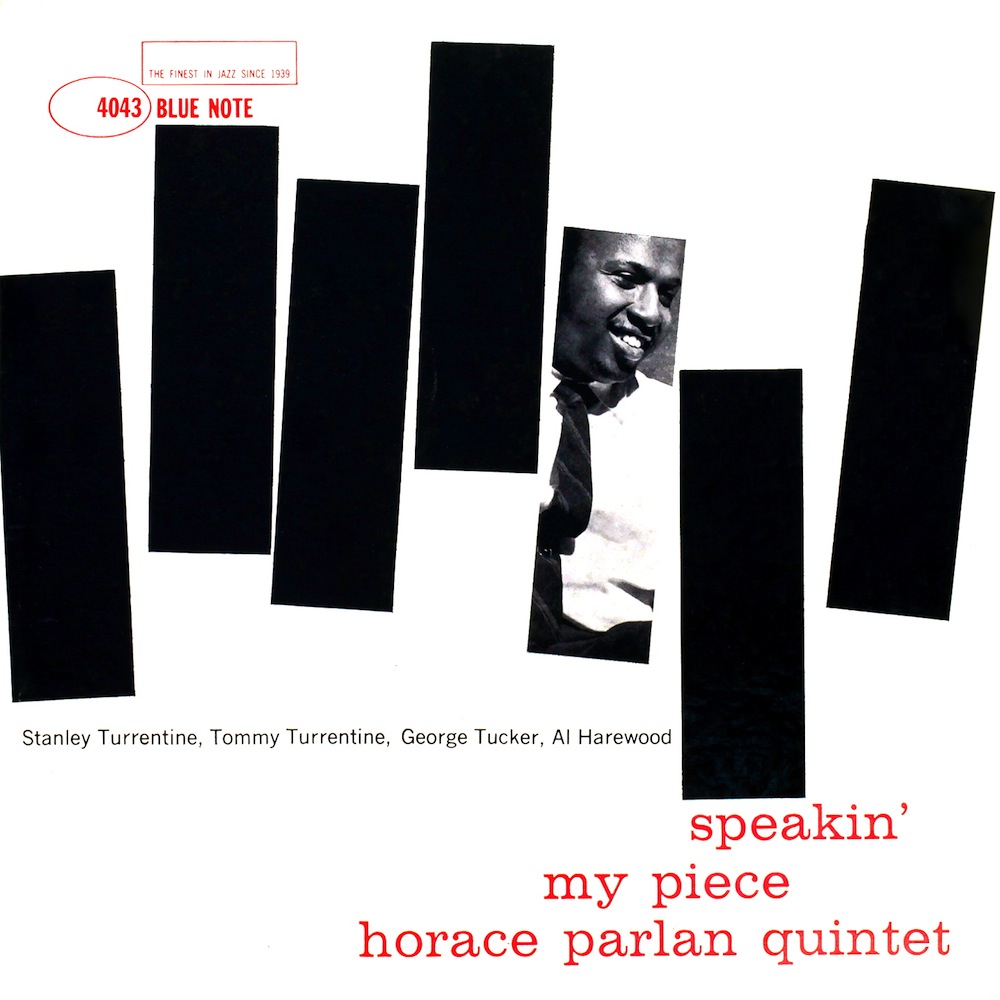 THE FINEST IN JAZZ SINCE 1939
4043 BLUE NOTE
Stanley Turrentine, Tommy Turrentine, George Tucker, Al Harewood
speakin’
my piece
horace parlan quintet